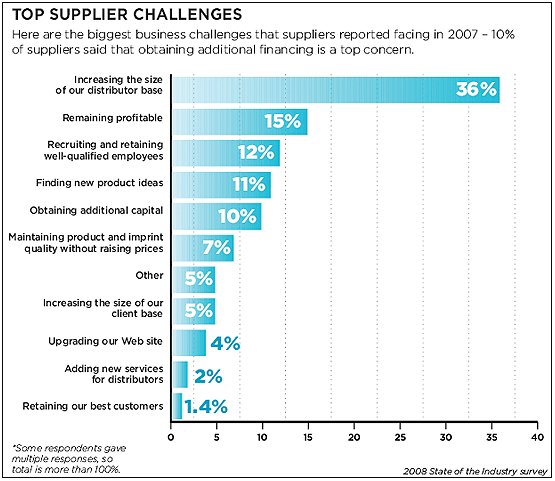 TOP SUPPLIER CHALLENGES
Here are the biggest business challenges that suppliers reported facing in 2007 – 10%
of suppliers said that obtaining additional financing is a top concern.
Increasing the size
of our distributor base
36%
Remaining profitable
15%
Recruiting and retaining
well-qualified employees
12%
Finding new product ideas
11%
Obtaining additional capital
10%
Maintaining product and imprint
quality without raising prices
7%
Other
5%
Increasing the size of our
client base
5%
Upgrading our Web site
4%
Adding new services
for distributors
2%
Retaining our best customers
1.4%
0 5 10 15 20 25 30 35 40
*Some respondents gave
multiple responses, so
total is more than 100%.
2008 State of the Industry survey